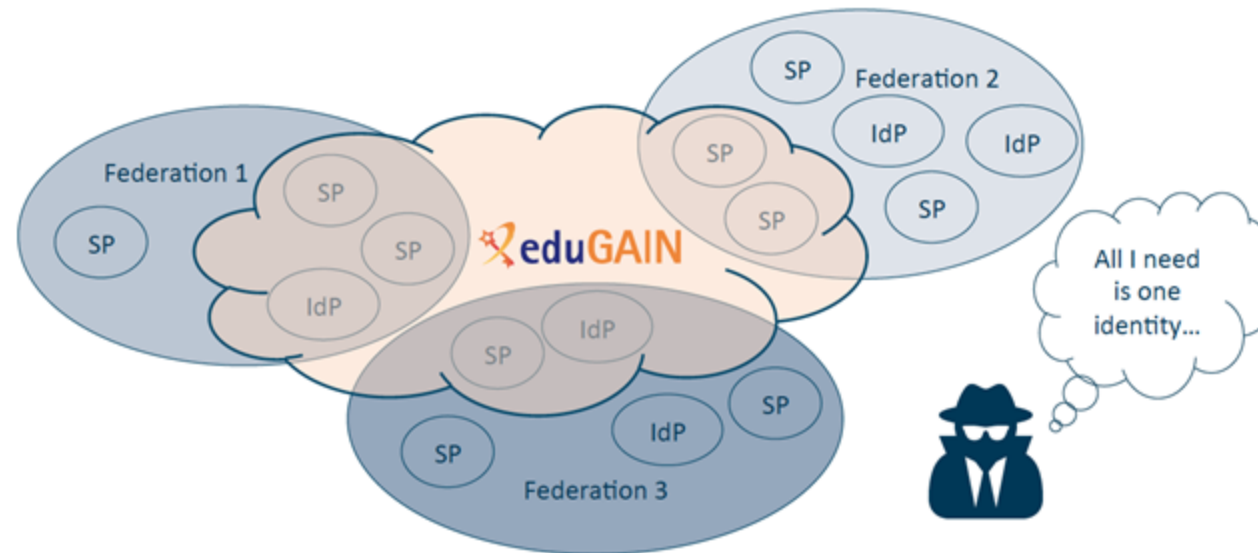 Federation 1
SP
SP
SP
IdP
eduGAIN
Federation 2
SP
IdP
IdP
SP
SP
SP
Federation 3
SP
IdP
SP
IdP
SP
All I need
is one
identity...